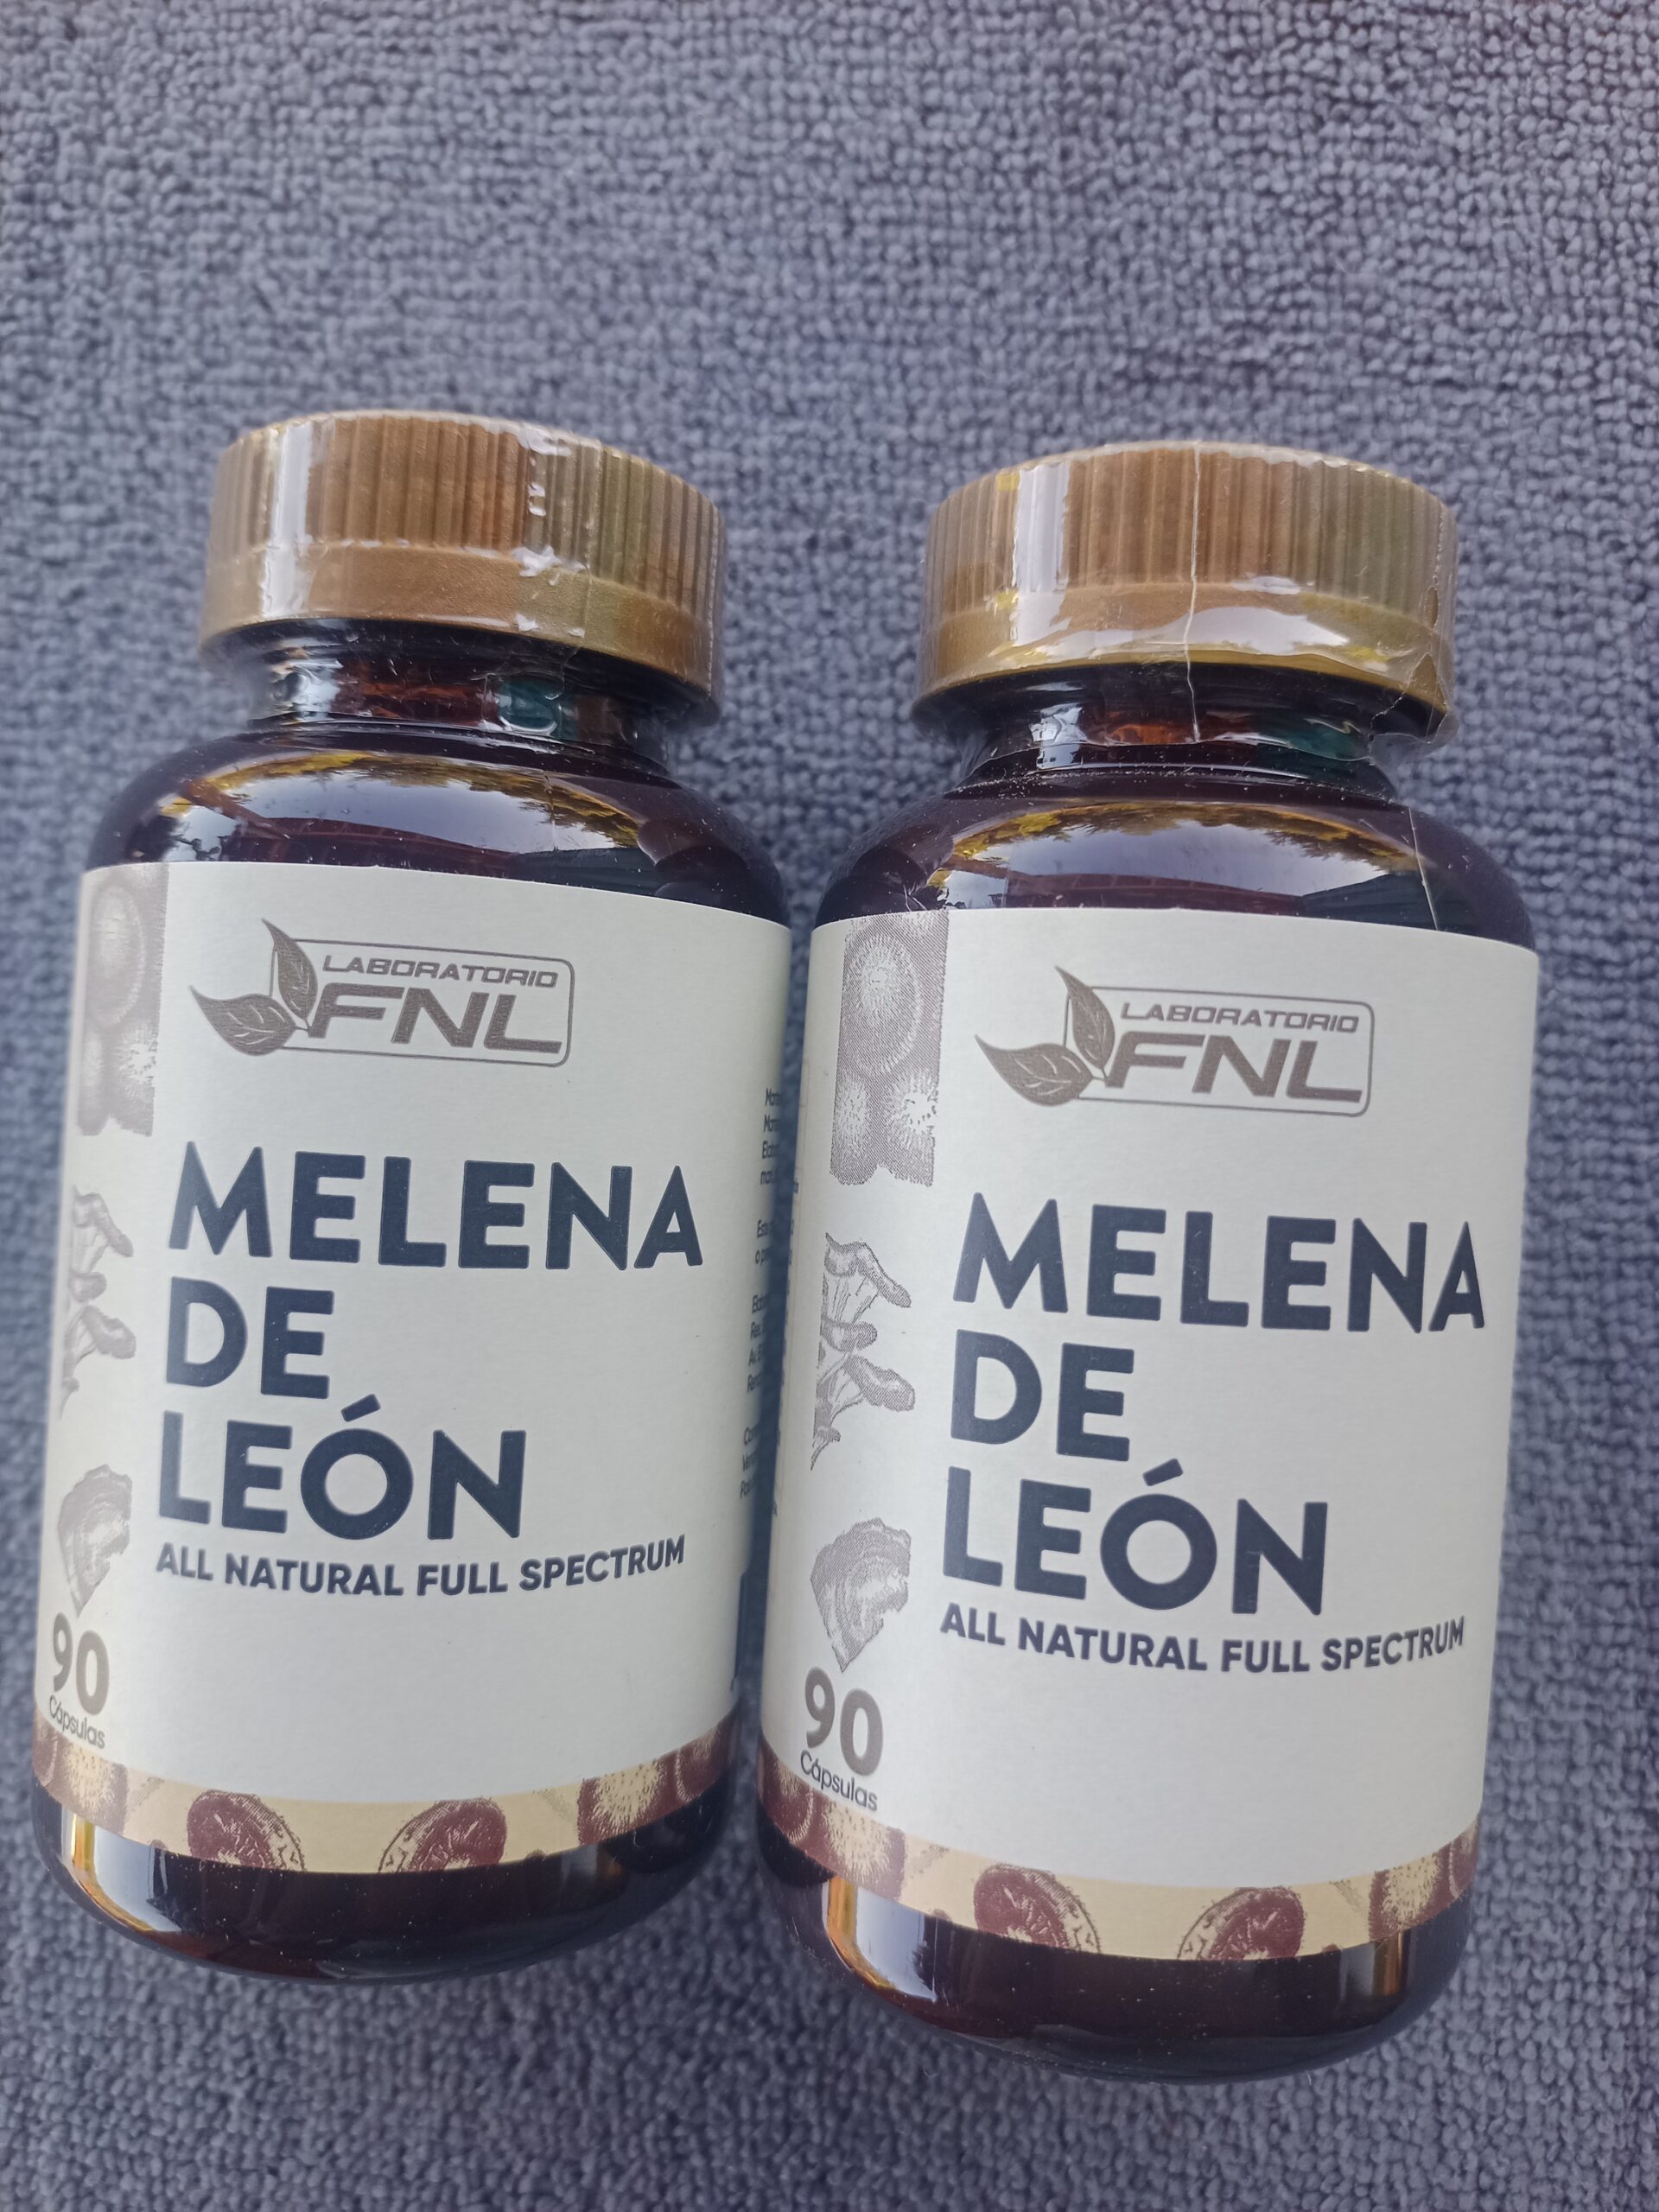 LABORATORIO
FNL
MELENA
DE
LEÓN
ALL NATURAL FULL SPECTRUM
90
Cápsulas
LABORATORIO
FNL
MELENA
DE
LEÓN
ALL NATURAL FULL SPECTRUM
90
Cápsulas